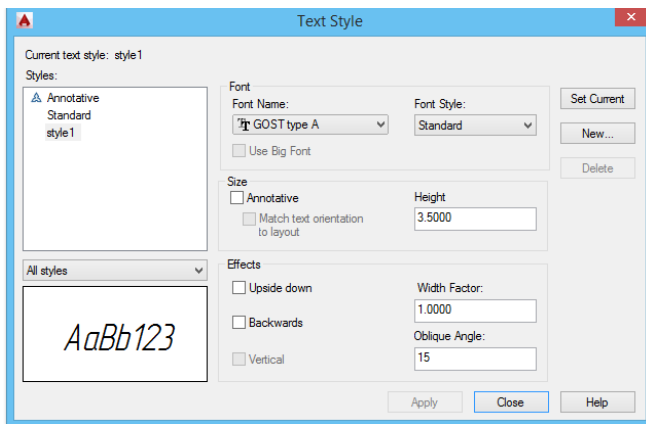 Text Style
Current text style: style1
Styles:
Annotative
Standard
style1
All styles
AaBb123
Font
Font Name:
GOST type A
Use Big Font
Font Style:
Standard
Size
Annotative
Match text orientation
to layout
Height
3.5000
Effects
Upside down
Backwards
Vertical
Width Factor:
1.0000
Oblique Angle:
15
Set Current
New...
Delete
Apply
Close
Help